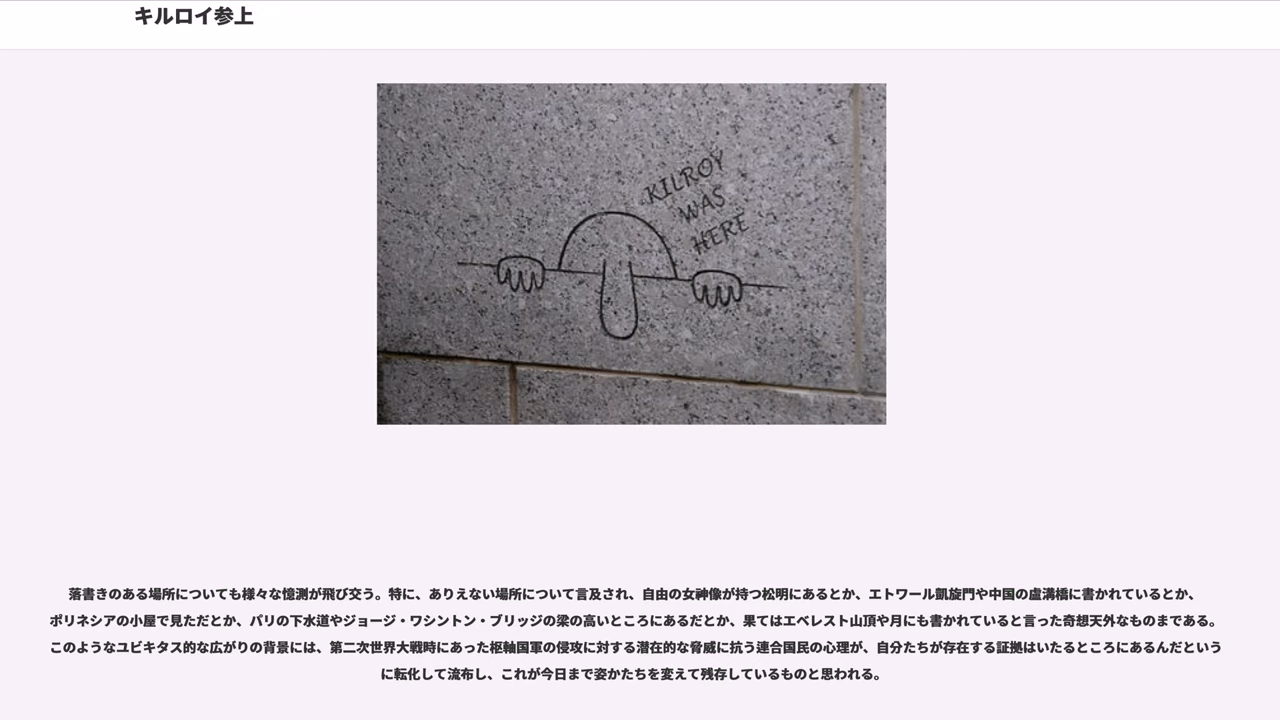 キルロイ参上
KILROY
WAS
HERE
落書きのある場所についても様々な憶測が飛び交う。特に、ありえない場所について言及され、自由の女神像が持つ松明にあるとか、エトワール凱旋門や中国の盧溝橋に書かれているとか、
ポリネシアの小屋で見ただとか、パリの下水道やジョージ・ワシントン・ブリッジの梁の高いところにあるだとか、果てはエベレスト山頂や月にも書かれていると言った奇想天外なものまである。
このようなユビキタス的な広がりの背景には、第二次世界大戦時にあった枢軸国軍の侵攻に対する潜在的な脅威に抗う連合国民の心理が、自分たちが存在する証拠はいたるところにあるんだという
に転化して流布し、これが今日まで姿かたちを変えて残存しているものと思われる。